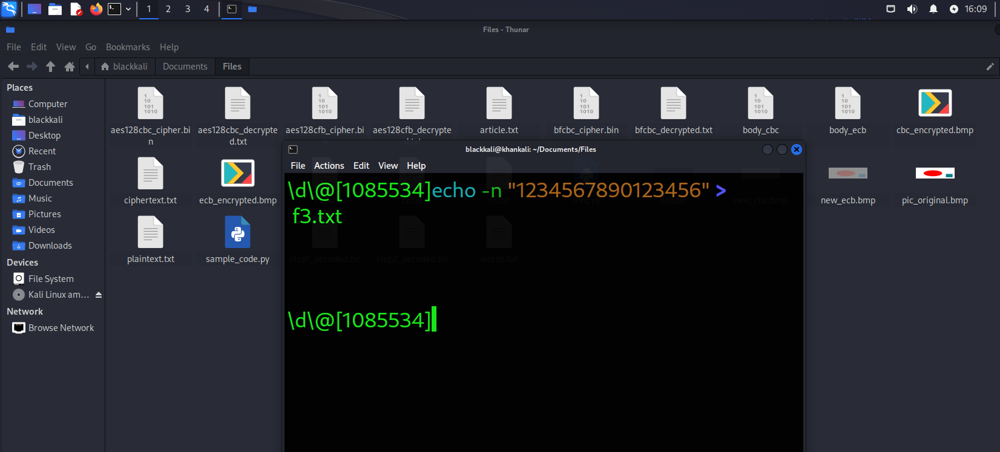 1 2 3 4 16:09
Files - Thunar
File Edit View Go Bookmarks Help
blackkali Documents Files
Places
Computer
blackkali
Desktop
Recent
Trash
Documents
Music
Pictures
Videos
Downloads
Devices
File System
Kali Linux am...
Network
Browse Network
aes128cbc_cipher.bi
n
aes128cbc_decrypte
d.txt
aes128cfb_cipher.bi
aes128cfb_decrypte
d.txt
article.txt
bfcbc_cipher.bin
bfcbc_decrypted.txt
body_cbc
body_ecb
cbc_encrypted.bmp
ciphertext.txt
ecb_encrypted.bmp
new_cbc.bmp
new_ecb.bmp
pic_original.bmp
plaintext.txt
sample_code.py
step1_decoded.txt
step2_decoded.txt
words.txt
blackkali@khankali: ~/Documents/Files
File Actions Edit View Help
\d\@[1085534]echo -n "1234567890123456" >
f3.txt
\d\@[1085534]